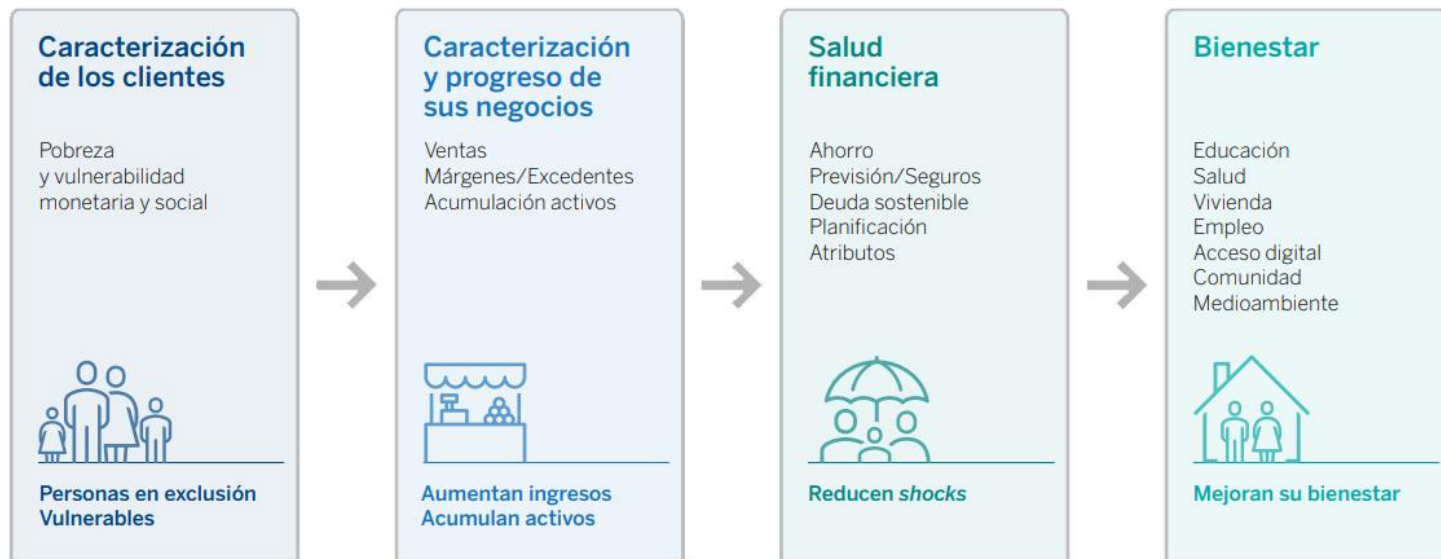 Caracterización
de los clientes
Pobreza
y vulnerabilidad
monetaria y social
Personas en exclusión
Vulnerables
Caracterización
y progreso de
sus negocios
Ventas
Márgenes/Excedentes
Acumulación activos
Aumentan ingresos
Acumulan activos
Salud
financiera
Ahorro
Previsión/Seguros
Deuda sostenible
Planificación
Atributos
Reducen shocks
Bienestar
Educación
Salud
Vivienda
Empleo
Acceso digital
Comunidad
Medioambiente
Mejoran su bienestar